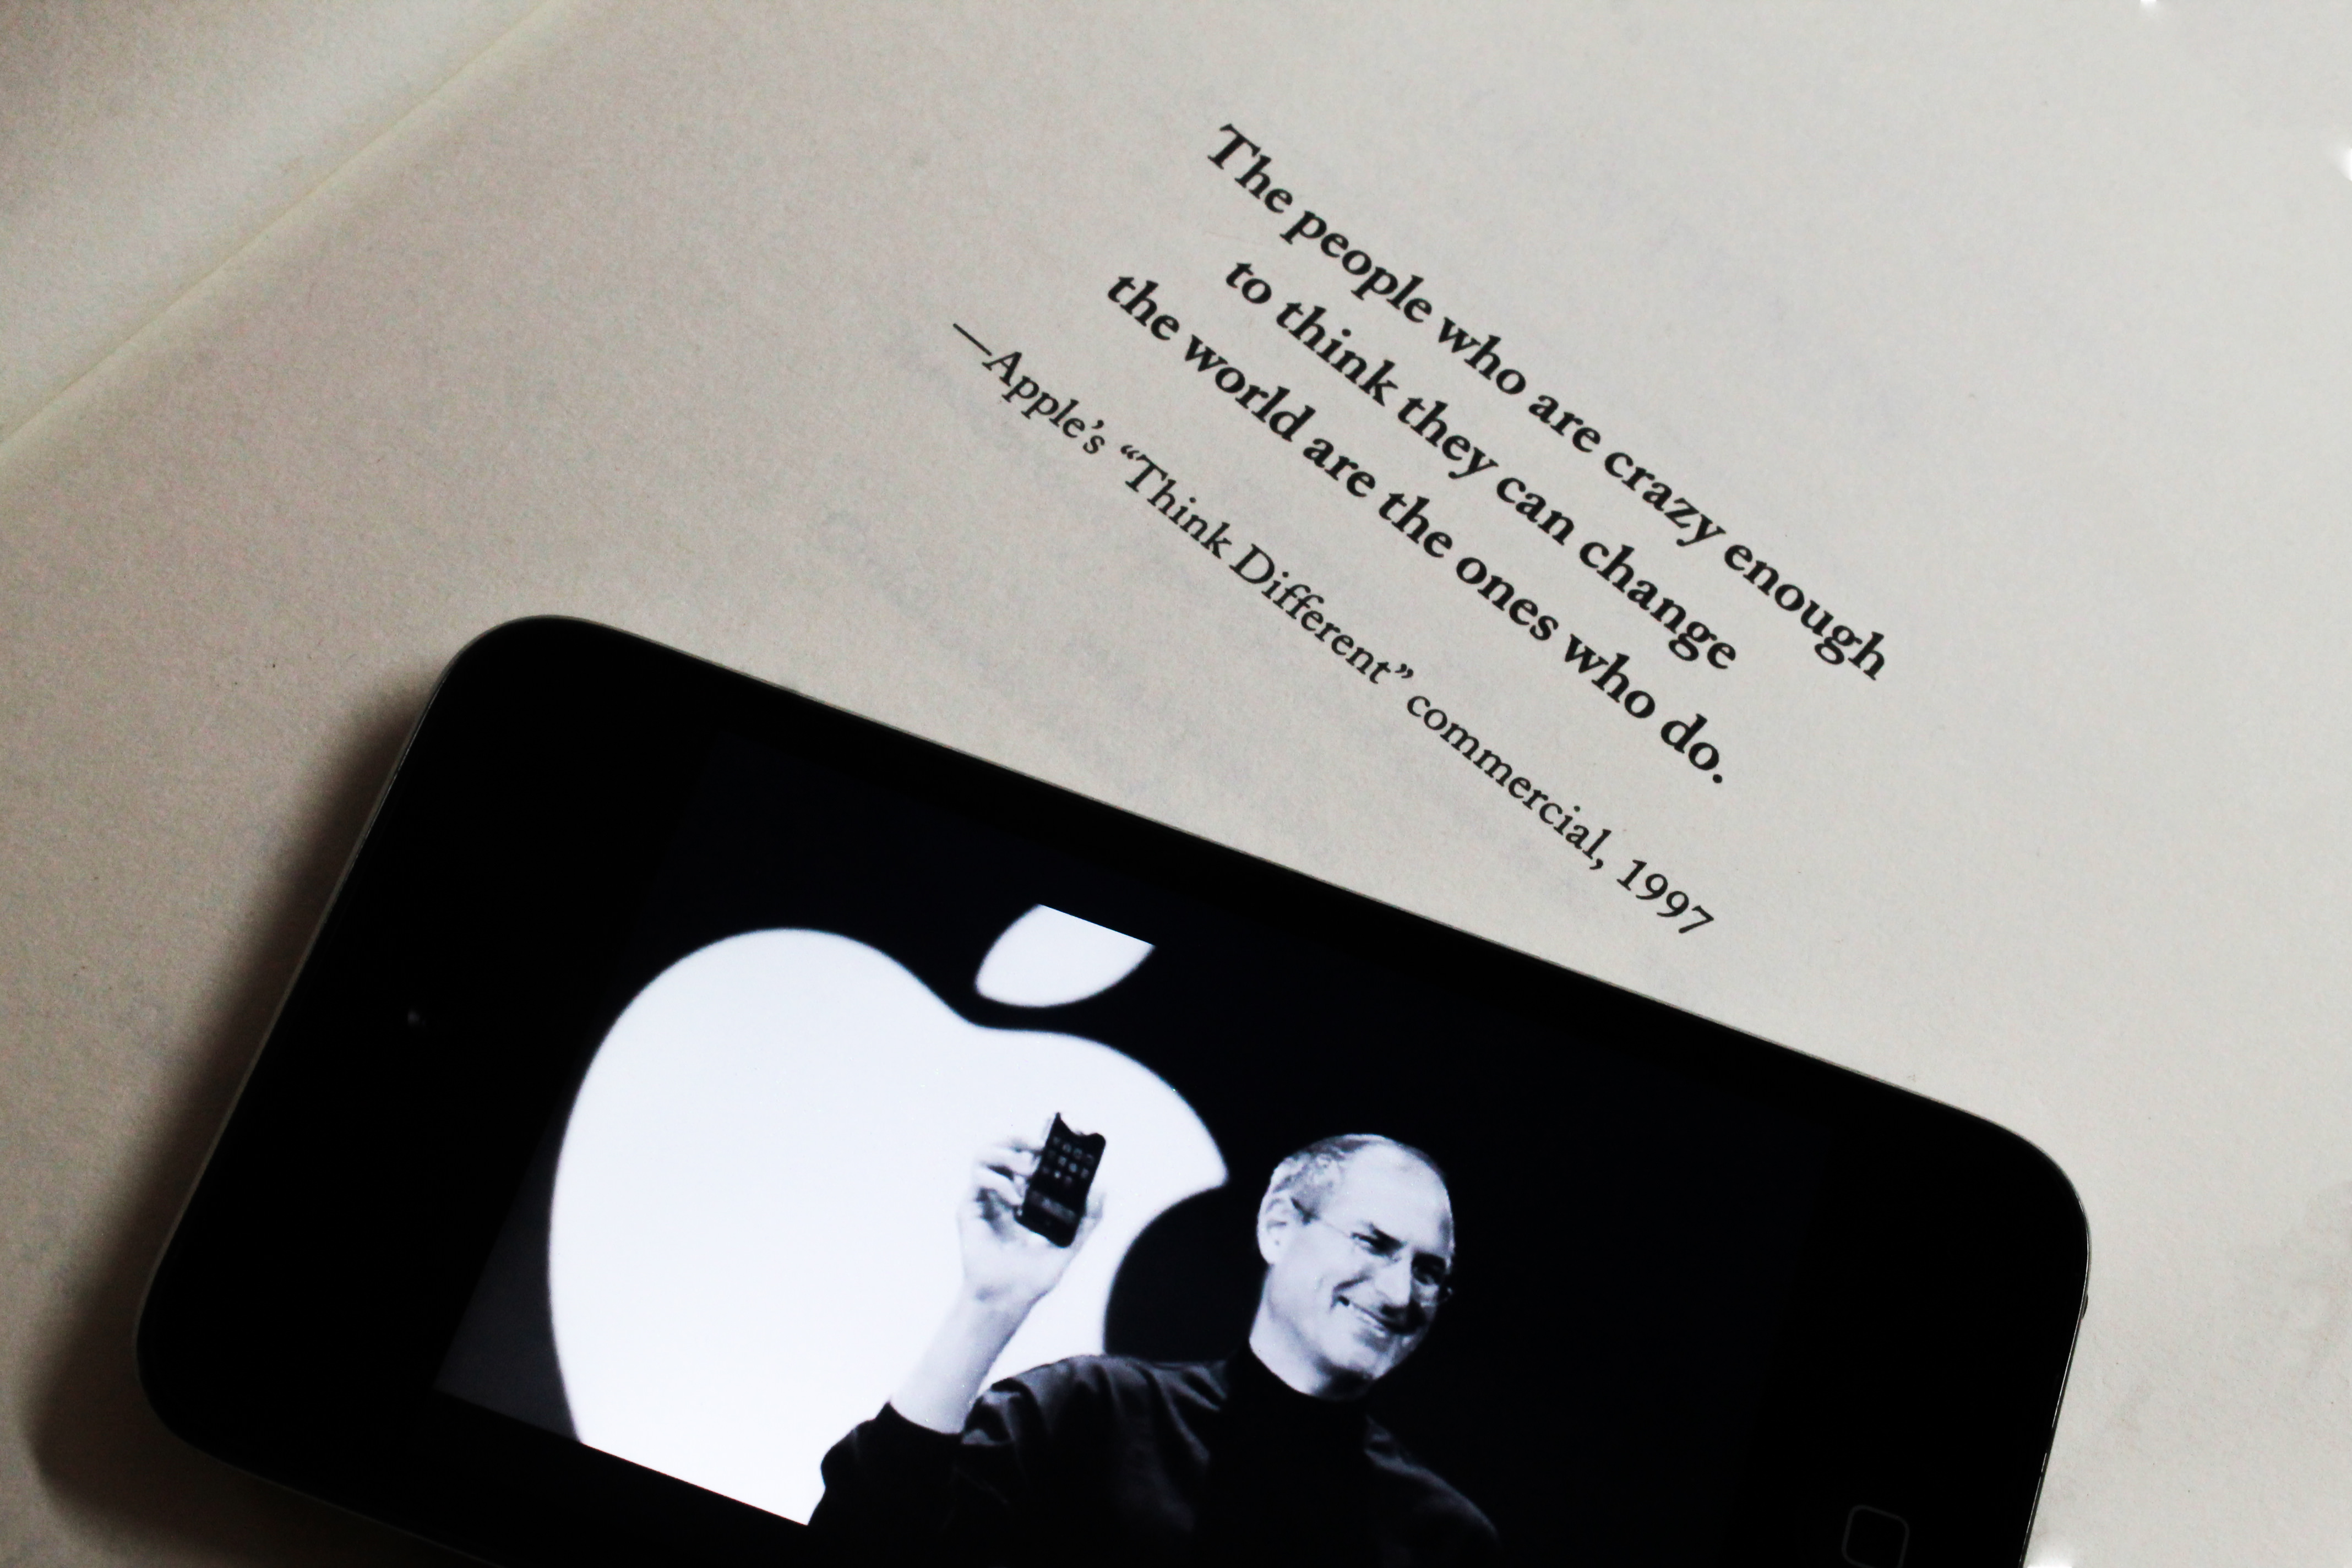 The people who are crazy enough
to think they can change
the world are the ones who do.
—Apple’s “Think Different” commercial, 1997